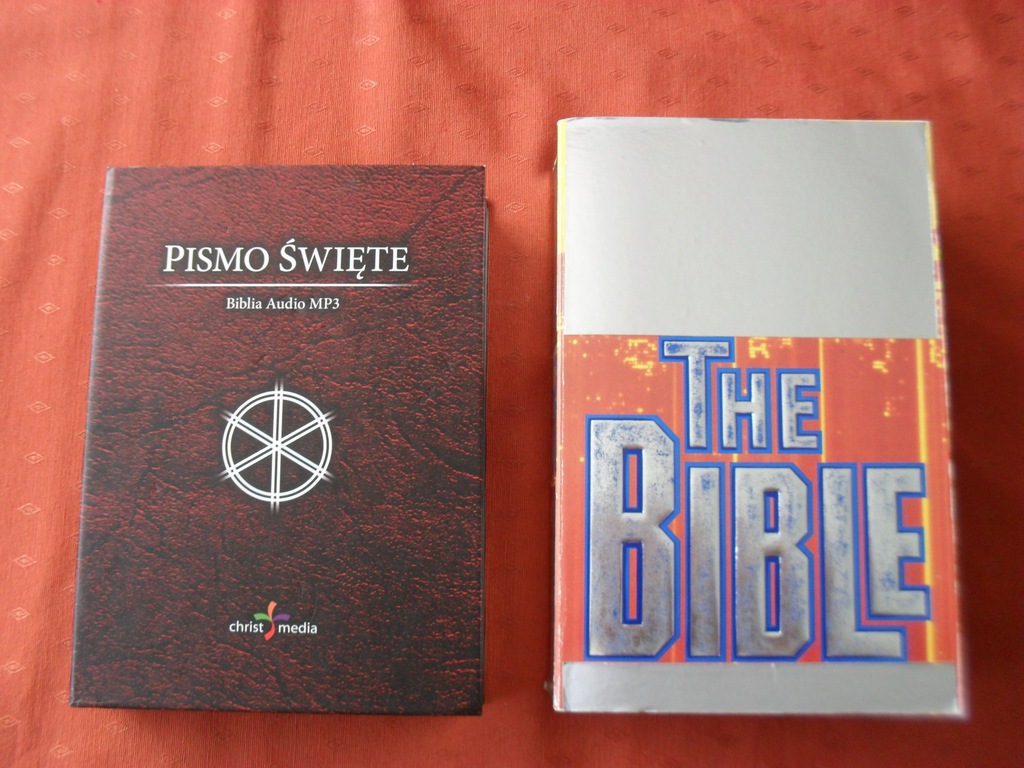 PISMO ŚWIĘTE
Biblia Audio MP3
christ media
THE
BIBLE